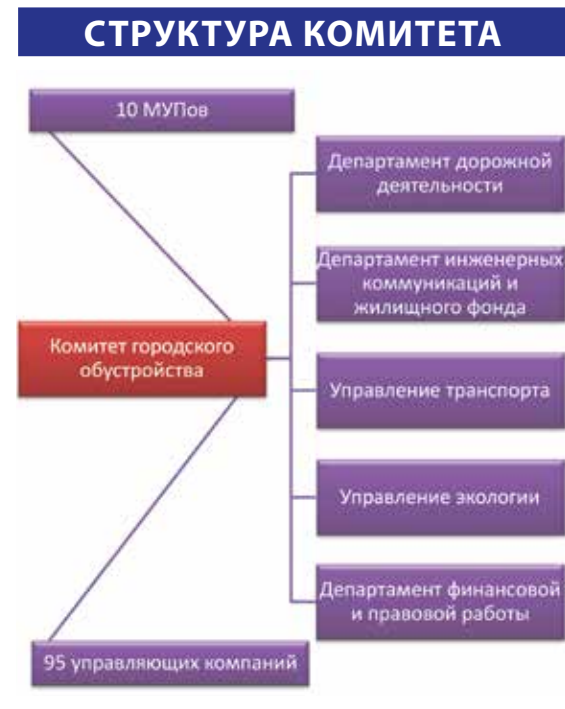 СТРУКТУРА КОМИТЕТА
10 МУПов
Департамент дорожной
деятельности
Департамент инженерных
коммуникаций и
жилищного фонда
Комитет городского
обустройства
Управление транспорта
Управление экологии
Департамент финансовой
и правовой работы
95 управляющих компаний